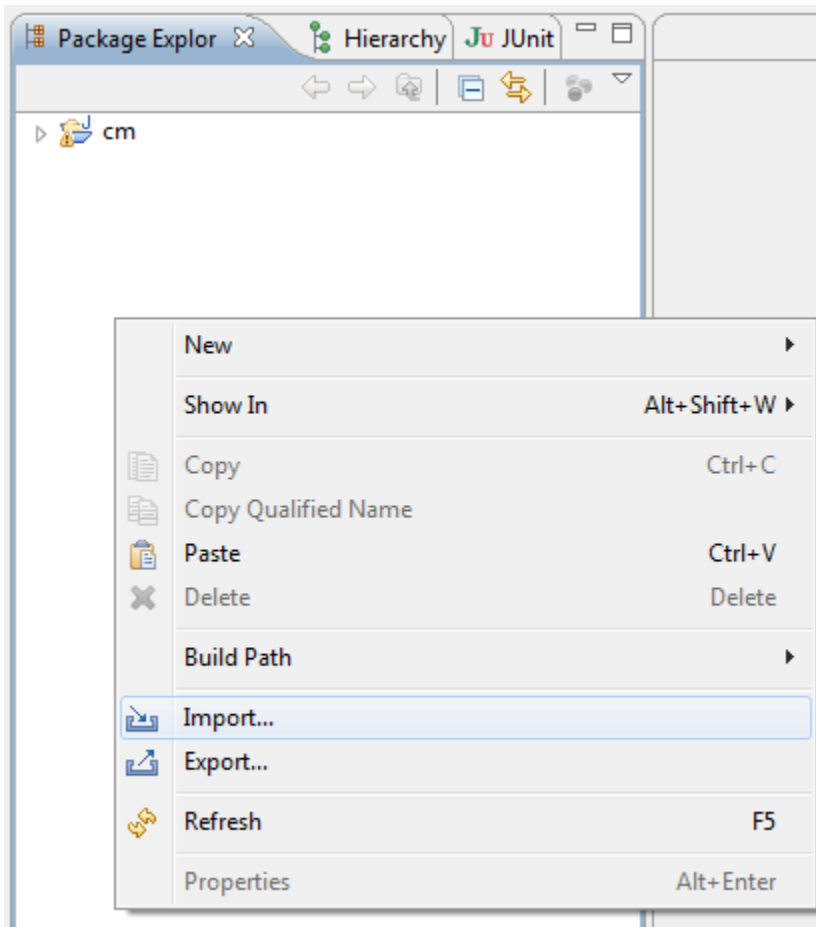 Package Explor Hierarchy Ju JUnit
cm
New
Show In Alt+Shift+W
Copy Ctrl+C
Copy Qualified Name
Paste Ctrl+V
Delete Delete
Build Path
Import...
Export...
Refresh F5
Properties Alt+Enter